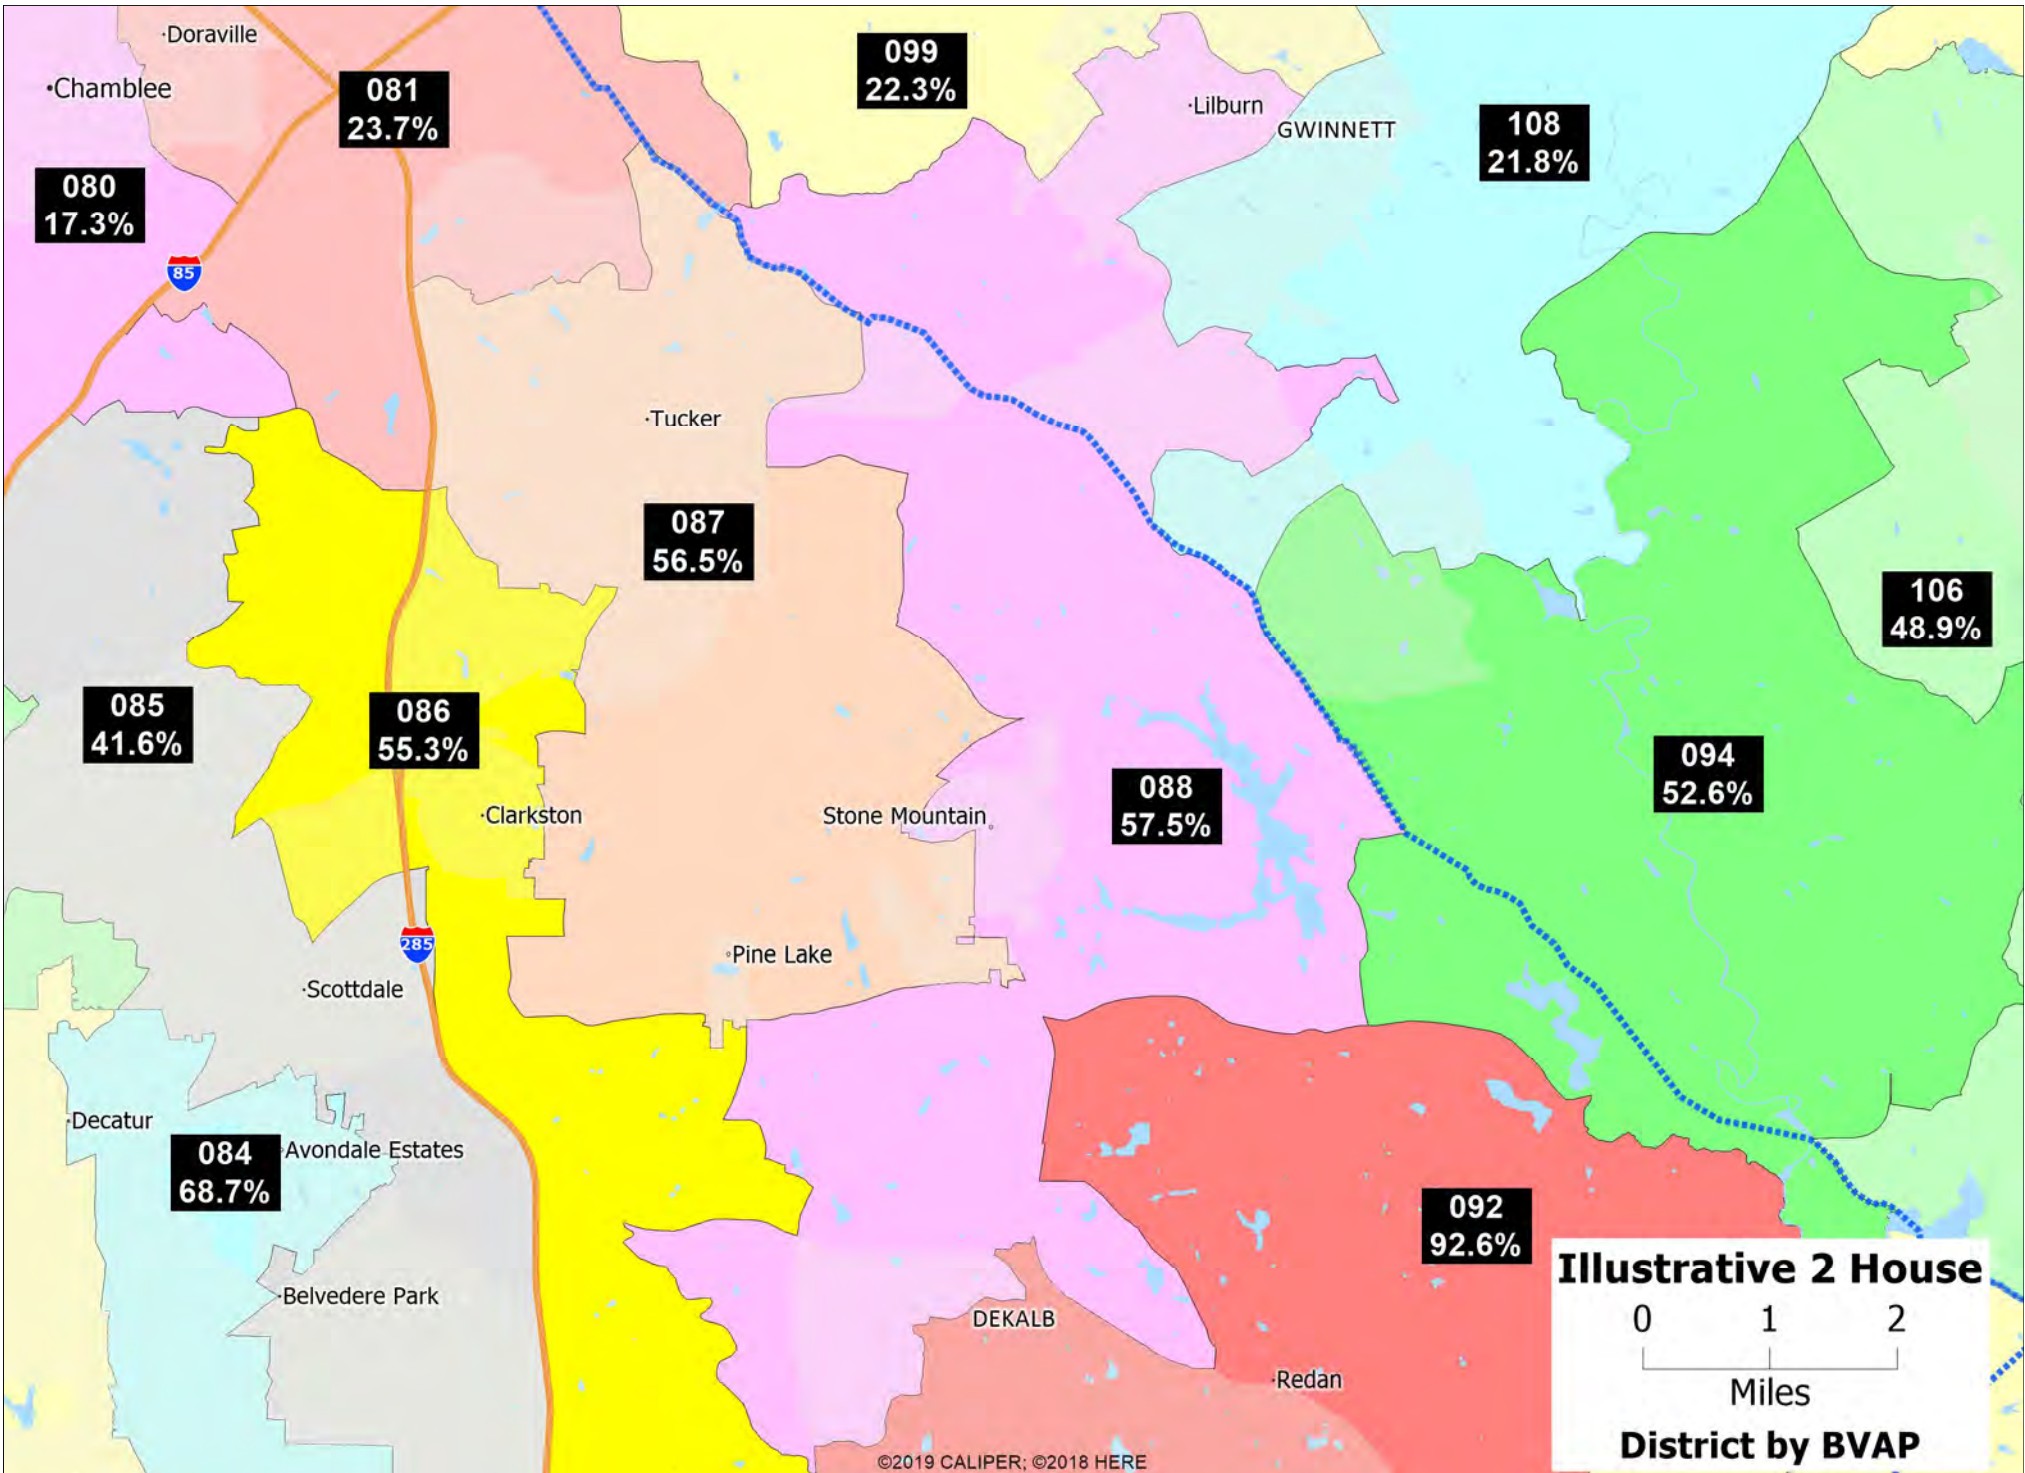 Doraville
Chamblee
081
23.7%
099
22.3%
Lilburn
GWINNETT
108
21.8%
080
17.3%
85
Tucker
087
56.5%
106
48.9%
085
41.6%
086
55.3%
Clarkston
Stone Mountain
088
57.5%
094
52.6%
285
Scottdale
Pine Lake
Decatur
084
68.7%
Avondale Estates
092
92.6%
Belvedere Park
DEKALB
Redan
Illustrative 2 House
0 1 2
Miles
District by BVAP
©2019 CALIPER; ©2018 HERE